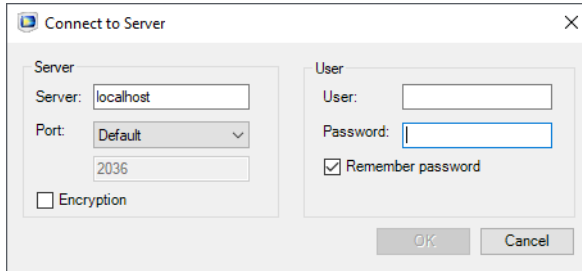 Connect to Server
Server
Server: localhost
Port: Default
2036
Encryption
User
User:
Password:
Remember password
OK
Cancel